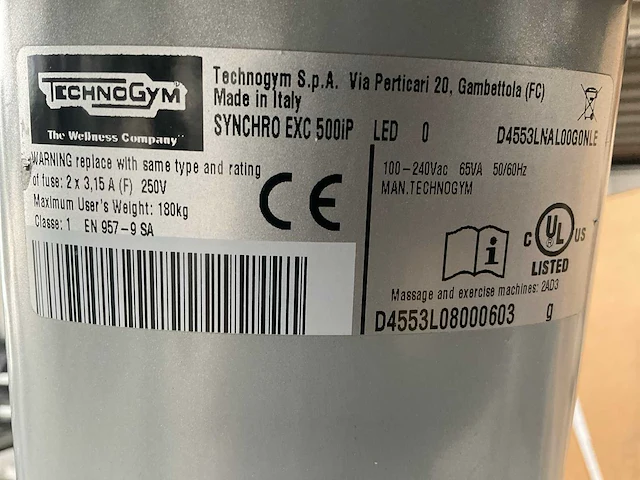 TECHNOGYM
The Wellness Company
Technogym S.p.A. Via Perticari 20, Gambettola (FC)
Made in Italy
SYNCHRO EXC 500iP LED 0 D4553LNAL00G0NLE
WARNING replace with same type and rating
of fuse: 2 x 3,15 A (F) 250V
Maximum User's Weight: 180kg
Classe: 1 EN 957-9 SA
CE
100-240Vac 65VA 50/60Hz
MAN.TECHNOGYM
i
C UL US
LISTED
Massage and exercise machines: 2AD3
D4553L08000603 g